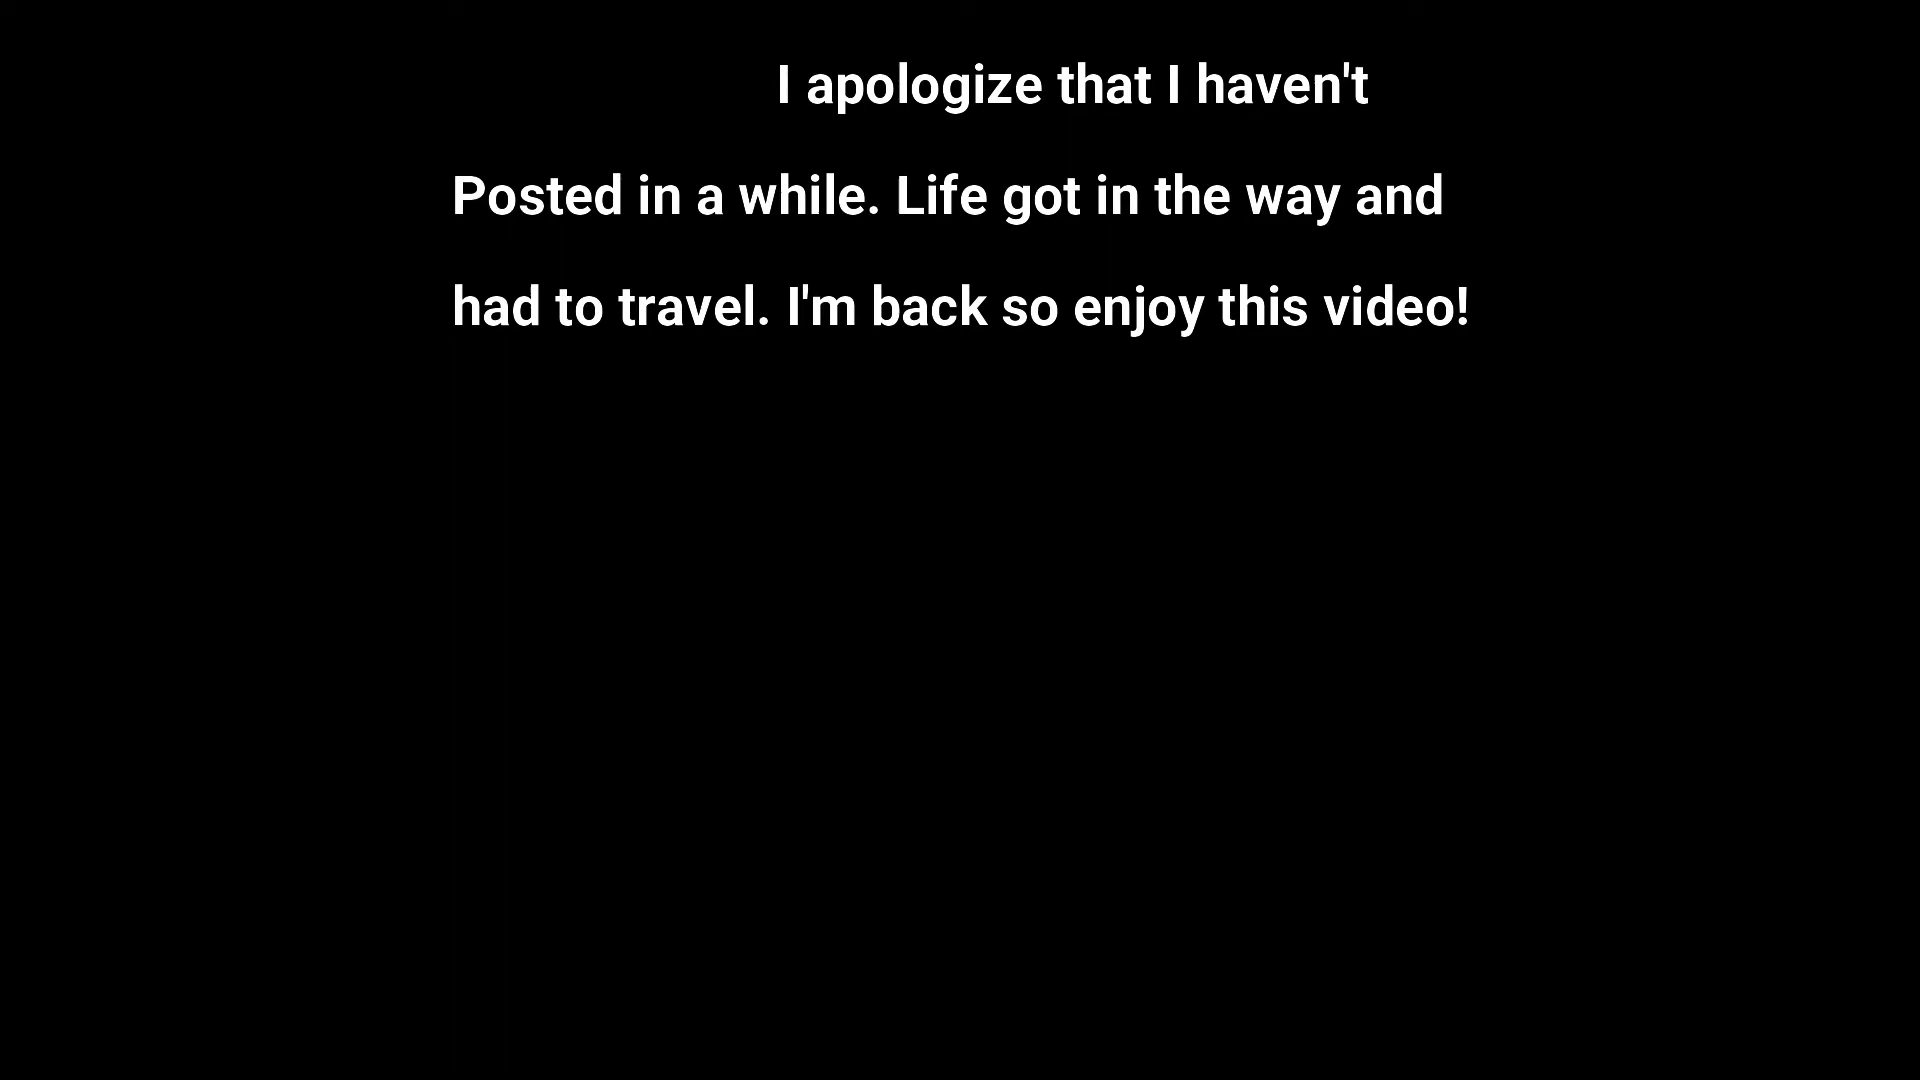 I apologize that I haven't
Posted in a while. Life got in the way and
had to travel. I'm back so enjoy this video!